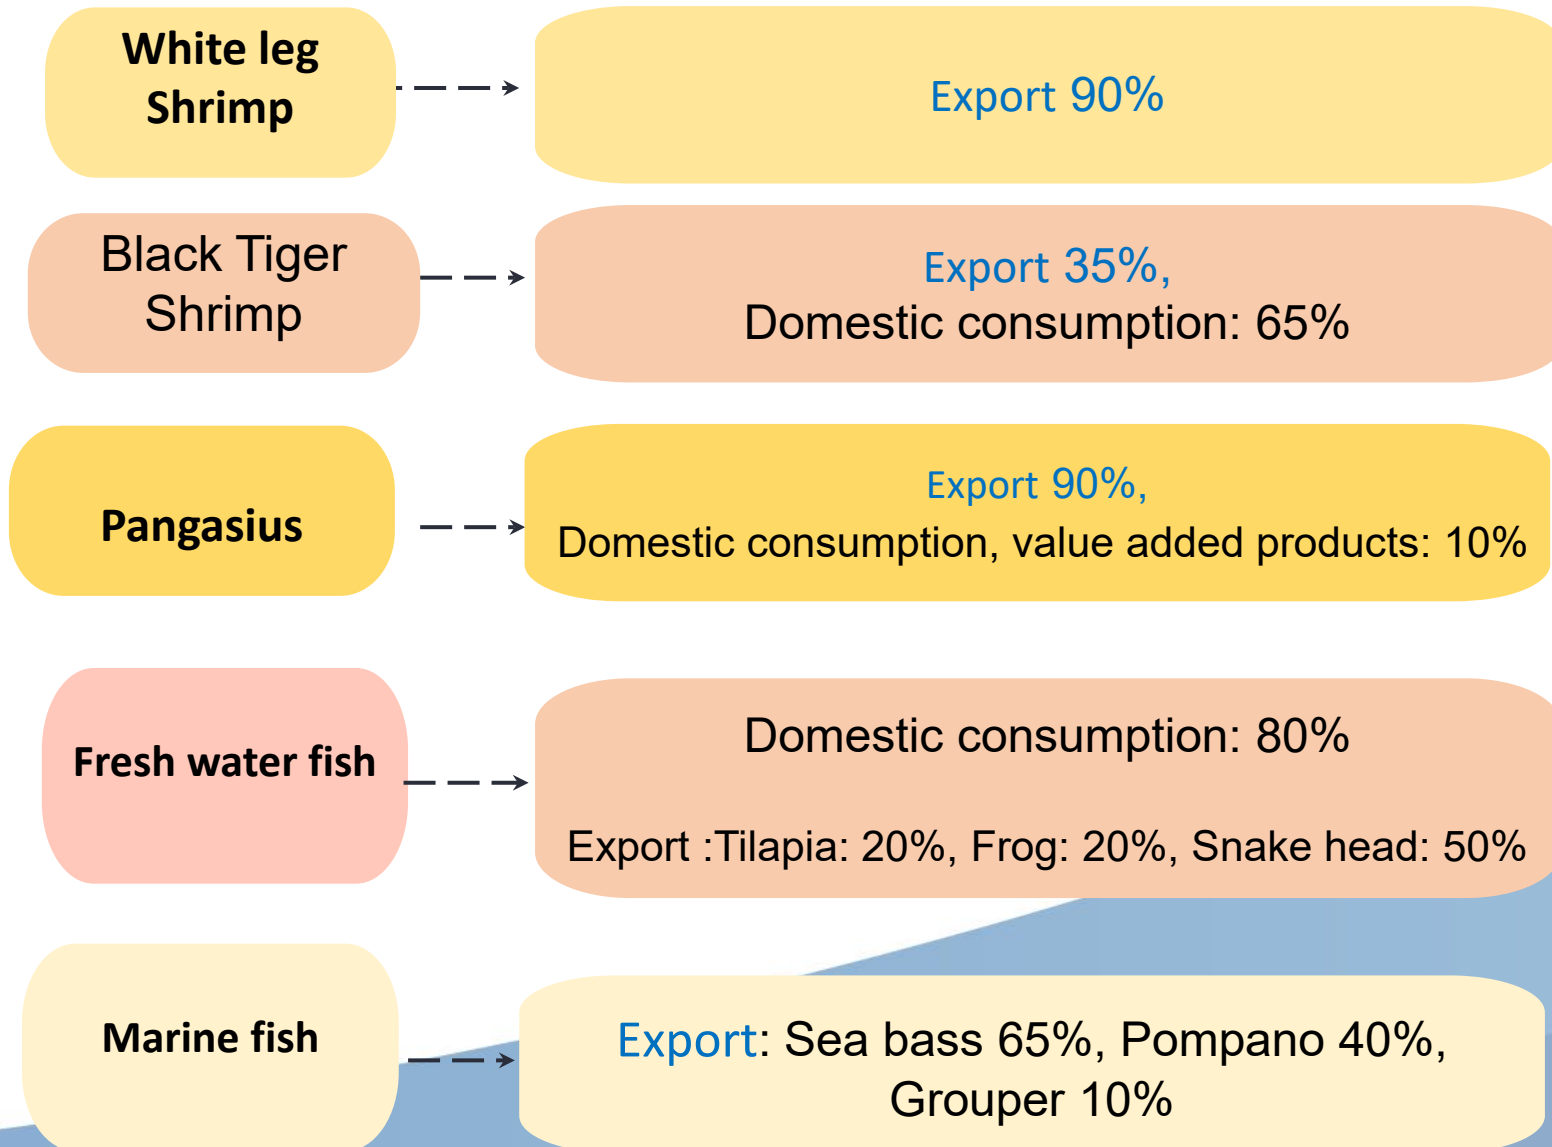 White leg
Shrimp
Export 90%
Black Tiger
Shrimp
Export 35%,
Domestic consumption: 65%
Pangasius
Export 90%,
Domestic consumption, value added products: 10%
Fresh water fish
Domestic consumption: 80%
Export :Tilapia: 20%, Frog: 20%, Snake head: 50%
Marine fish
Export: Sea bass 65%, Pompano 40%,
Grouper 10%